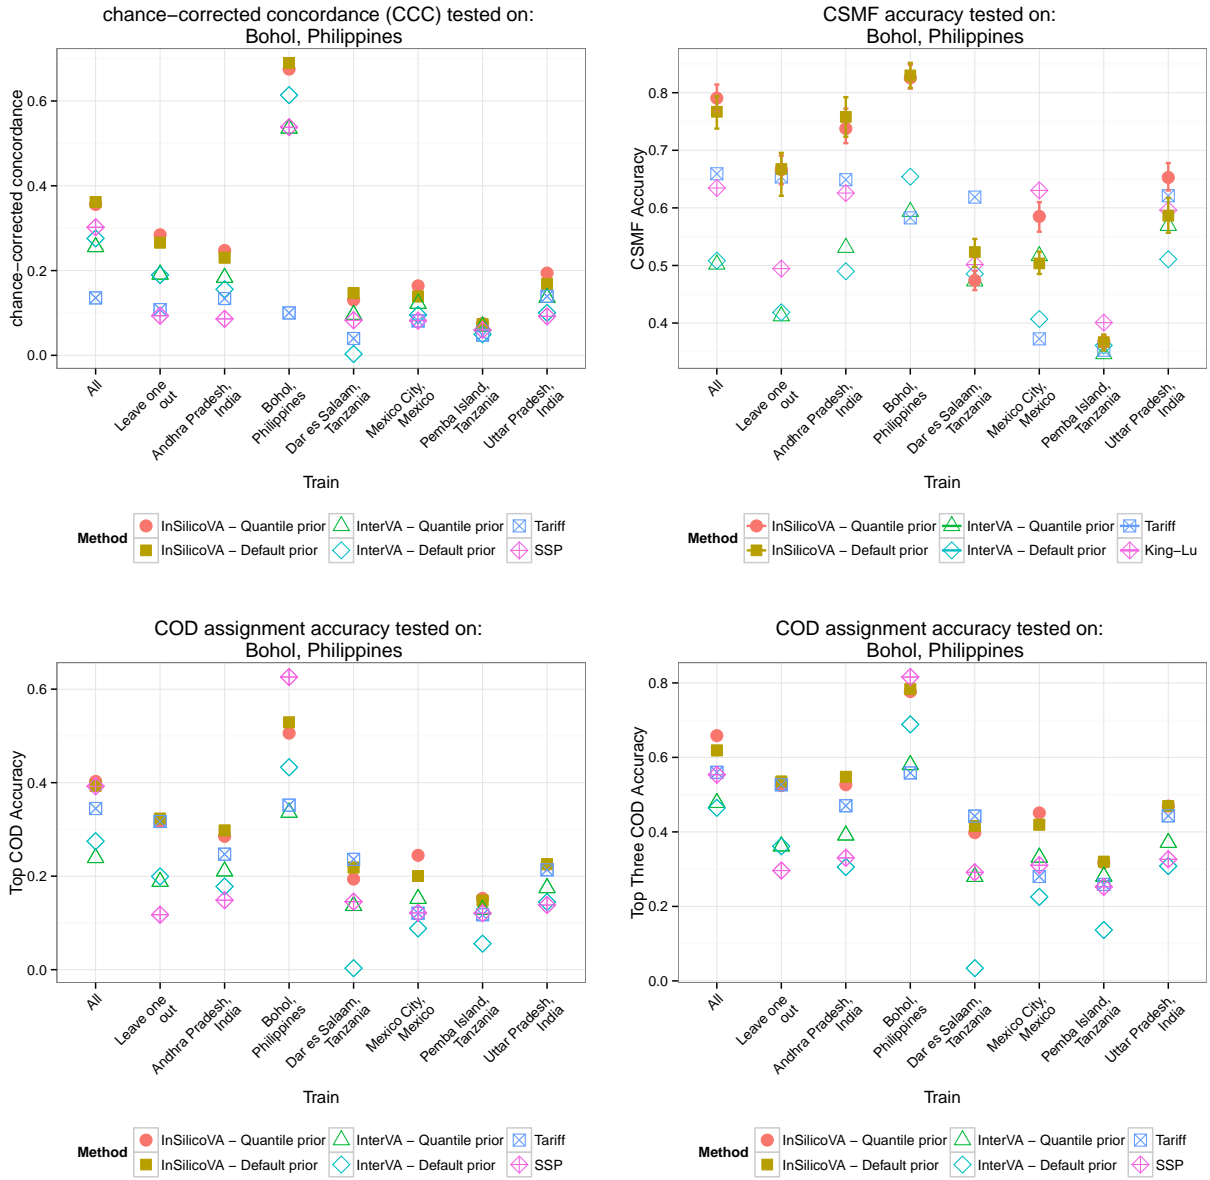 chance−corrected concordance (CCC) tested on:
Bohol, Philippines
chance−corrected concordance
0.6
0.4
0.2
0.0
All
Leave one
out
Andhra Pradesh,
India
Bohol,
Philippines
Dar es Salaam,
Tanzania
Mexico City,
Mexico
Pemba Island,
Tanzania
Uttar Pradesh,
India
Train
Method
InSilicoVA − Quantile prior
InterVA − Quantile prior
Tariff
InSilicoVA − Default prior
InterVA − Default prior
SSP
CSMF accuracy tested on:
Bohol, Philippines
CSMF Accuracy
0.8
0.7
0.6
0.5
0.4
All
Leave one
out
Andhra Pradesh,
India
Bohol,
Philippines
Dar es Salaam,
Tanzania
Mexico City,
Mexico
Pemba Island,
Tanzania
Uttar Pradesh,
India
Train
Method
InSilicoVA − Quantile prior
InterVA − Quantile prior
Tariff
InSilicoVA − Default prior
InterVA − Default prior
King−Lu
COD assignment accuracy tested on:
Bohol, Philippines
Top COD Accuracy
0.6
0.4
0.2
0.0
All
Leave one
out
Andhra Pradesh,
India
Bohol,
Philippines
Dar es Salaam,
Tanzania
Mexico City,
Mexico
Pemba Island,
Tanzania
Uttar Pradesh,
India
Train
Method
InSilicoVA − Quantile prior
InterVA − Quantile prior
Tariff
InSilicoVA − Default prior
InterVA − Default prior
SSP
COD assignment accuracy tested on:
Bohol, Philippines
Top Three COD Accuracy
0.8
0.6
0.4
0.2
0.0
All
Leave one
out
Andhra Pradesh,
India
Bohol,
Philippines
Dar es Salaam,
Tanzania
Mexico City,
Mexico
Pemba Island,
Tanzania
Uttar Pradesh,
India
Train
Method
InSilicoVA − Quantile prior
InterVA − Quantile prior
Tariff
InSilicoVA − Default prior
InterVA − Default prior
SSP